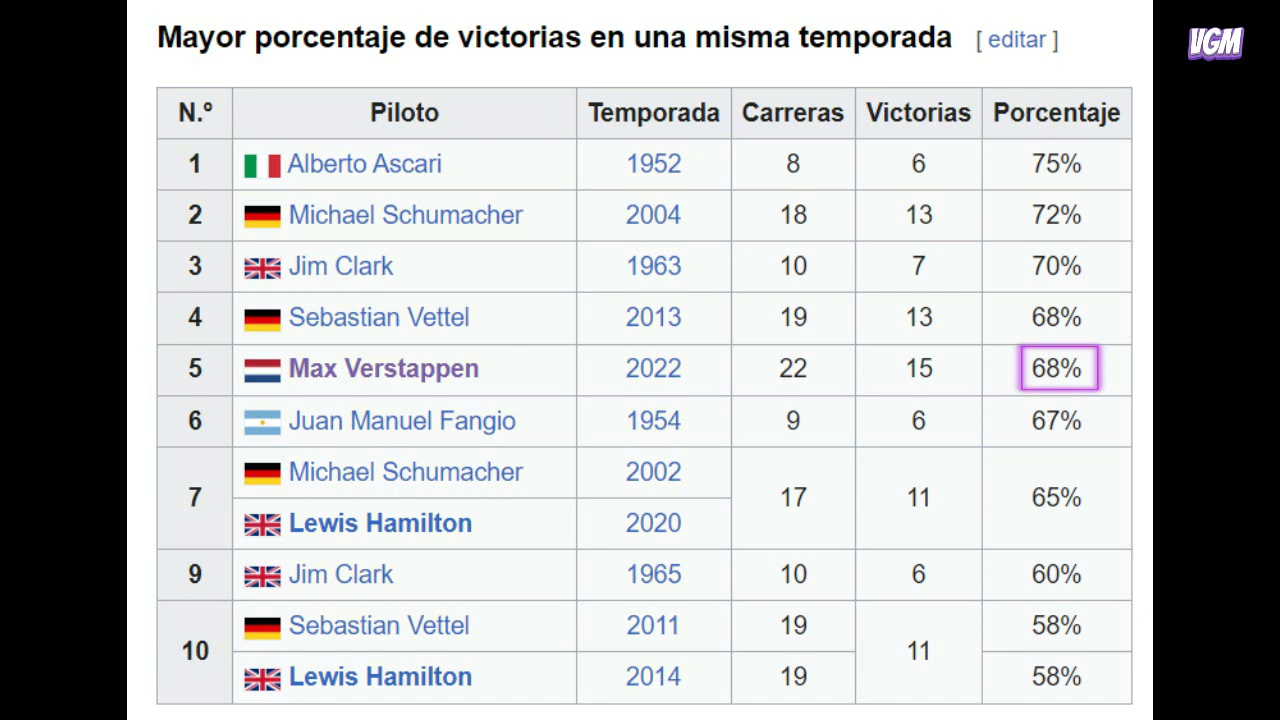 VGM
Mayor porcentaje de victorias en una misma temporada [ editar ]
N.º Piloto Temporada Carreras Victorias Porcentaje
1 Alberto Ascari 1952 8 6 75%
2 Michael Schumacher 2004 18 13 72%
3 Jim Clark 1963 10 7 70%
4 Sebastian Vettel 2013 19 13 68%
5 Max Verstappen 2022 22 15 68%
6 Juan Manuel Fangio 1954 9 6 67%
7 Michael Schumacher 2002 17 11 65%
Lewis Hamilton 2020
9 Jim Clark 1965 10 6 60%
10 Sebastian Vettel 2011 19 11 58%
Lewis Hamilton 2014 19 58%